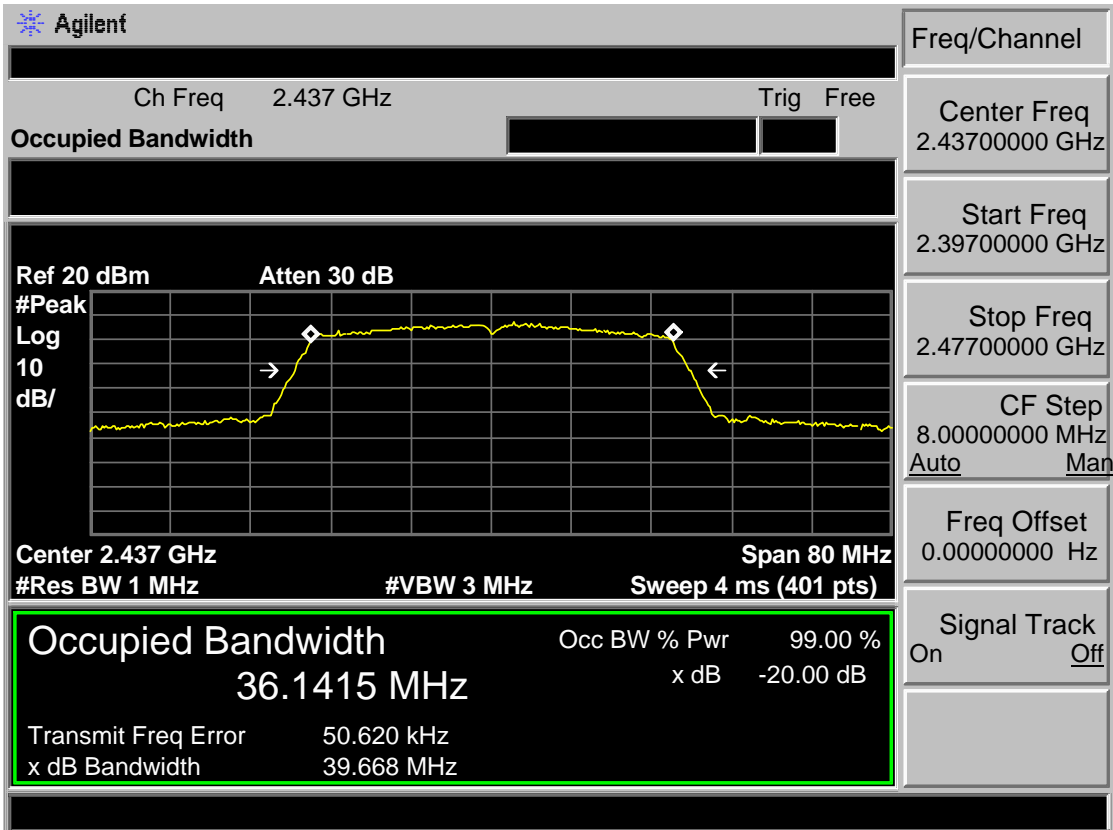 Agilent
Freq/Channel
Ch Freq 2.437 GHz Trig Free
Occupied Bandwidth
Center Freq
2.43700000 GHz
Start Freq
2.39700000 GHz
Stop Freq
2.47700000 GHz
CF Step
8.00000000 MHz
Auto Man
Freq Offset
0.00000000 Hz
Signal Track
On Off
Ref 20 dBm Atten 30 dB
#Peak
Log
10
dB/
Center 2.437 GHz Span 80 MHz
#Res BW 1 MHz #VBW 3 MHz Sweep 4 ms (401 pts)
Occupied Bandwidth Occ BW % Pwr 99.00 %
36.1415 MHz x dB -20.00 dB
Transmit Freq Error 50.620 kHz
x dB Bandwidth 39.668 MHz